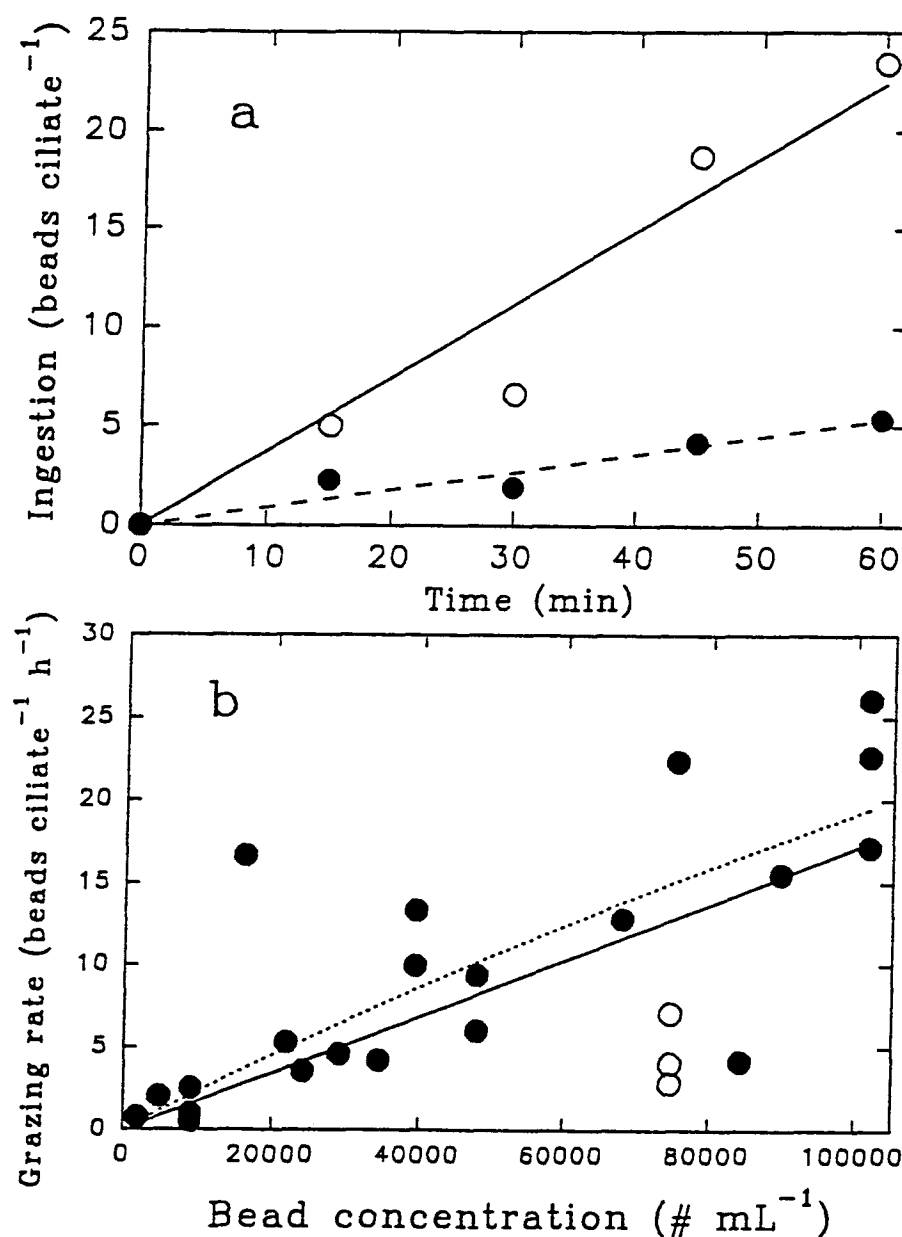 a
Ingestion (beads ciliate⁻¹)
25
20
15
10
5
0
0 10 20 30 40 50 60
Time (min)
b
Grazing rate (beads ciliate⁻¹ h⁻¹)
30
25
20
15
10
5
0
0 20000 40000 60000 80000 100000
Bead concentration (# mL⁻¹)